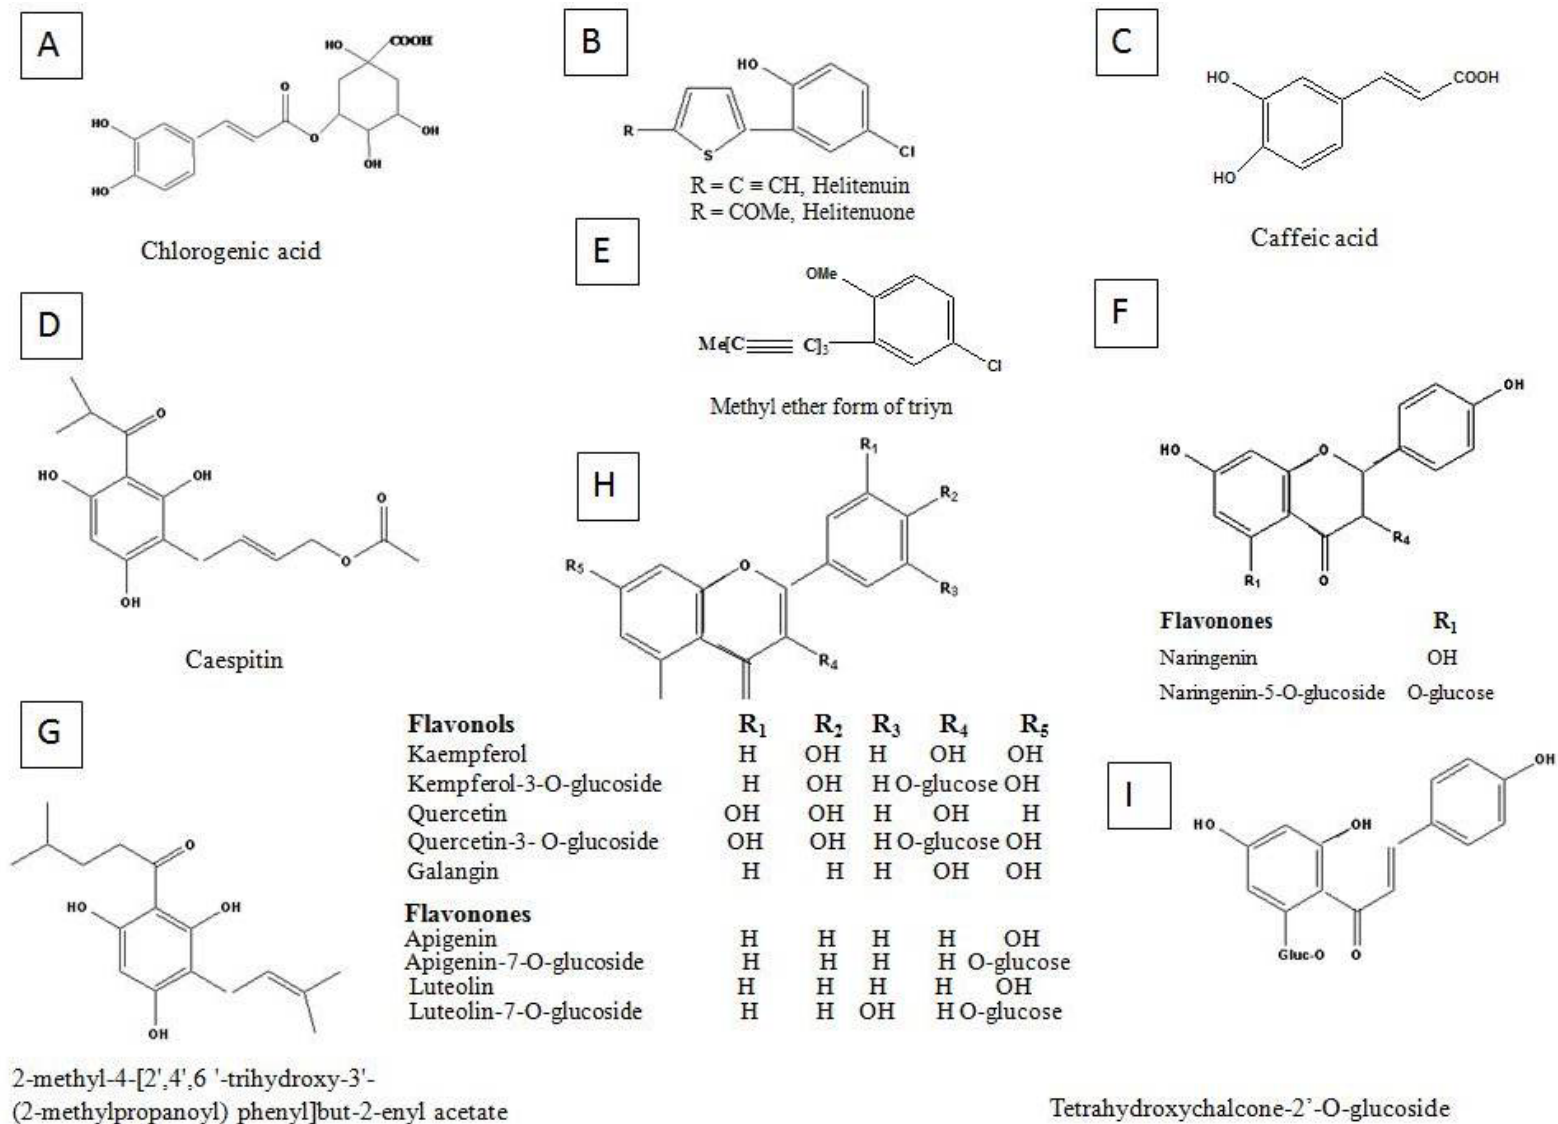 A
HO
COOH
O
HO
HO
O
OH
OH
Chlorogenic acid
B
HO
R
S
Cl
R = C ≡ CH, Helitenuin
R = COMe, Helitenuone
C
HO
COOH
HO
Caffeic acid
D
O
HO
OH
O
O
OH
Caespitin
E
OMe
Me[C C]3
Cl
Methyl ether form of triyn
F
OH
HO
O
R4
R1
O
Flavonones R1
Naringenin OH
Naringenin-5-O-glucoside O-glucose
G
O
HO
OH
OH
2-methyl-4-[2',4',6 '-trihydroxy-3'-
(2-methylpropanoyl) phenyl]but-2-enyl acetate
H
R1
R2
R5
O
R3
R4
Flavonols R1 R2 R3 R4 R5
Kaempferol H OH H OH OH
Kempferol-3-O-glucoside H OH H O-glucose OH
Quercetin OH OH H OH H
Quercetin-3- O-glucoside OH OH H O-glucose OH
Galangin H H H OH OH
Flavonones
Apigenin H H H H OH
Apigenin-7-O-glucoside H H H H O-glucose
Luteolin H H H H OH
Luteolin-7-O-glucoside H H OH H O-glucose
I
OH
HO
OH
Gluc-O
O
Tetrahydroxychalcone-2'-O-glucoside